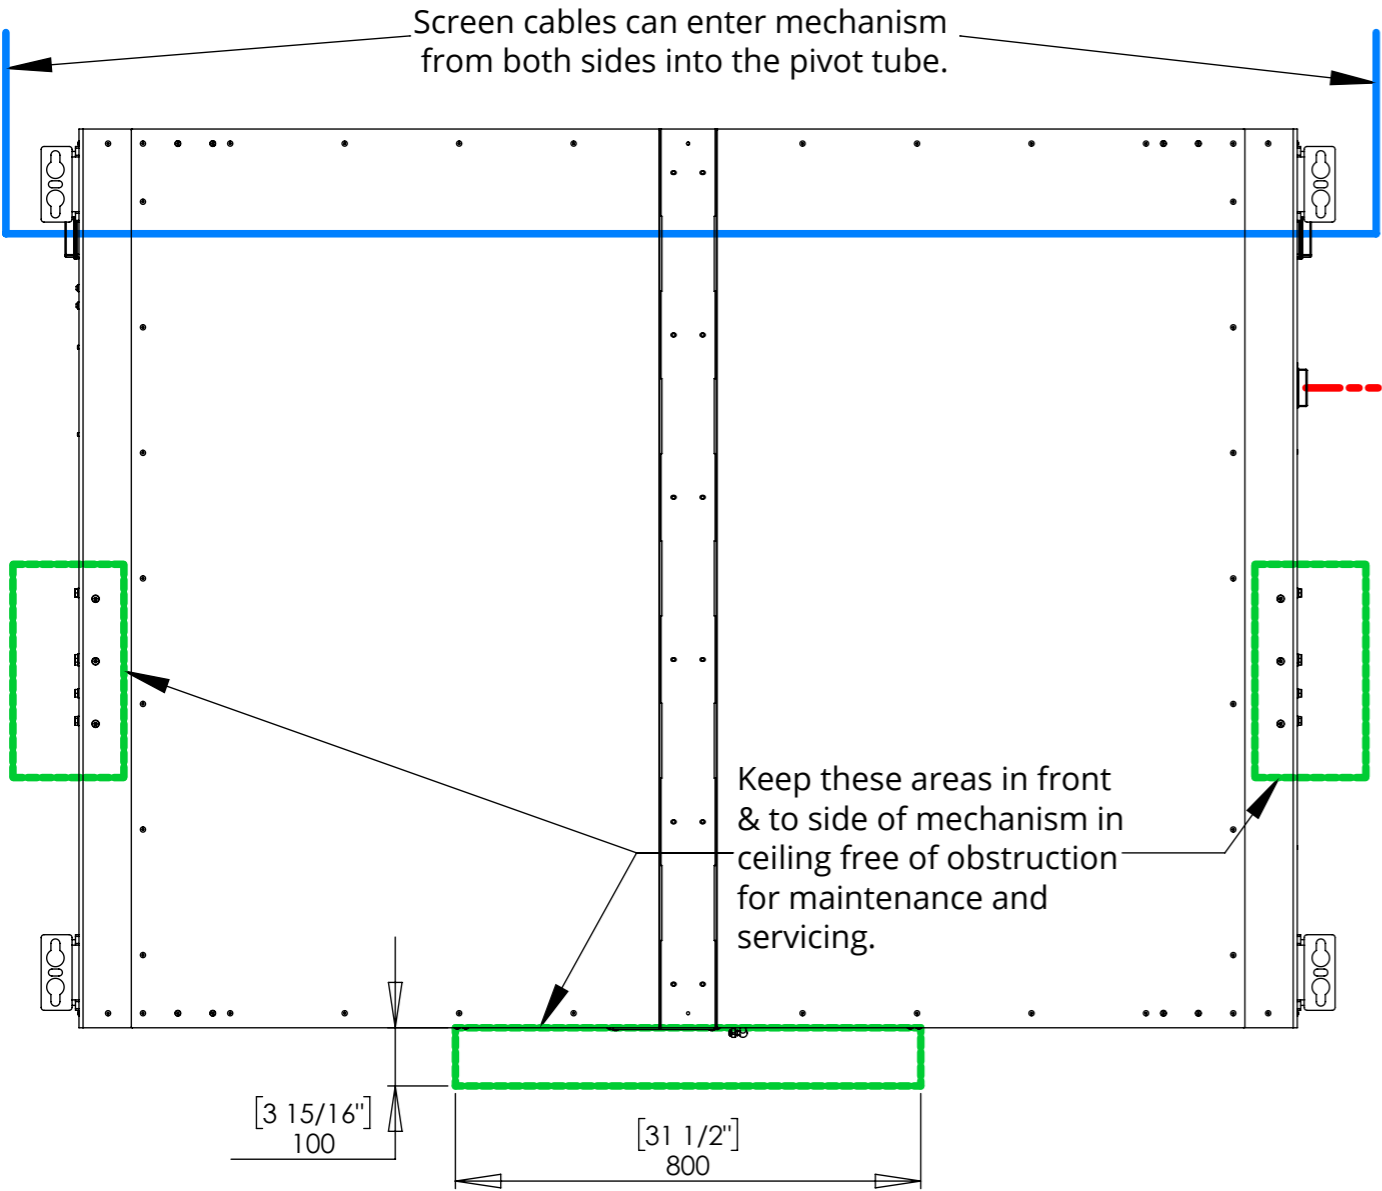 Screen cables can enter mechanism
from both sides into the pivot tube.
Keep these areas in front
& to side of mechanism in
ceiling free of obstruction
for maintenance and
servicing.
[3 15/16"]
100
[31 1/2"]
800